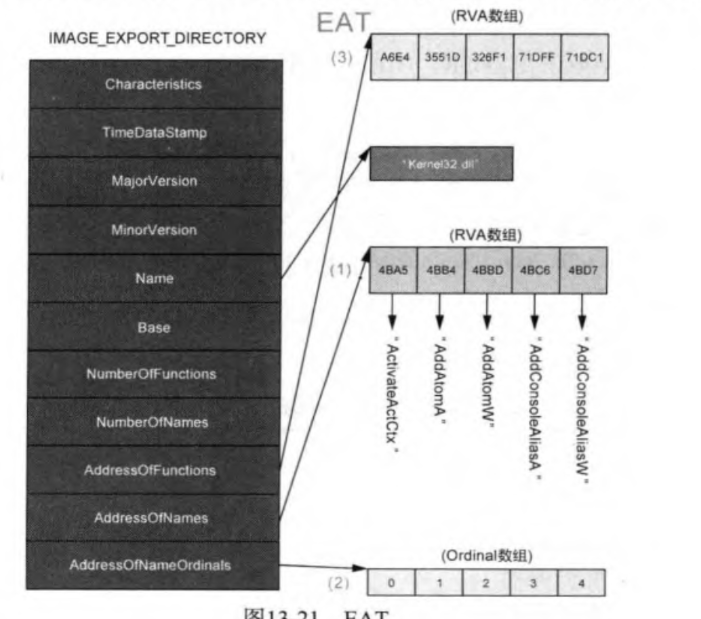 EAT
(RVA数组)
IMAGE_EXPORT_DIRECTORY
(3)
A6E4 3551D 326F1 71DFF 71DC1
Characteristics
TimeDataStamp
"Kernel32.dll"
MajorVersion
MinorVersion
(RVA数组)
Name
(1)
4BA5 4BB4 4BBD 4BC6 4BD7
Base
"ActivateActCtx"
"AddAtomA"
"AddAtomW"
"AddConsoleAliasA"
"AddConsoleAliasW"
NumberOfFunctions
NumberOfNames
AddressOfFunctions
AddressOfNames
(Ordinal数组)
AddressOfNameOrdinals
(2)
0 1 2 3 4
图13-21 EAT